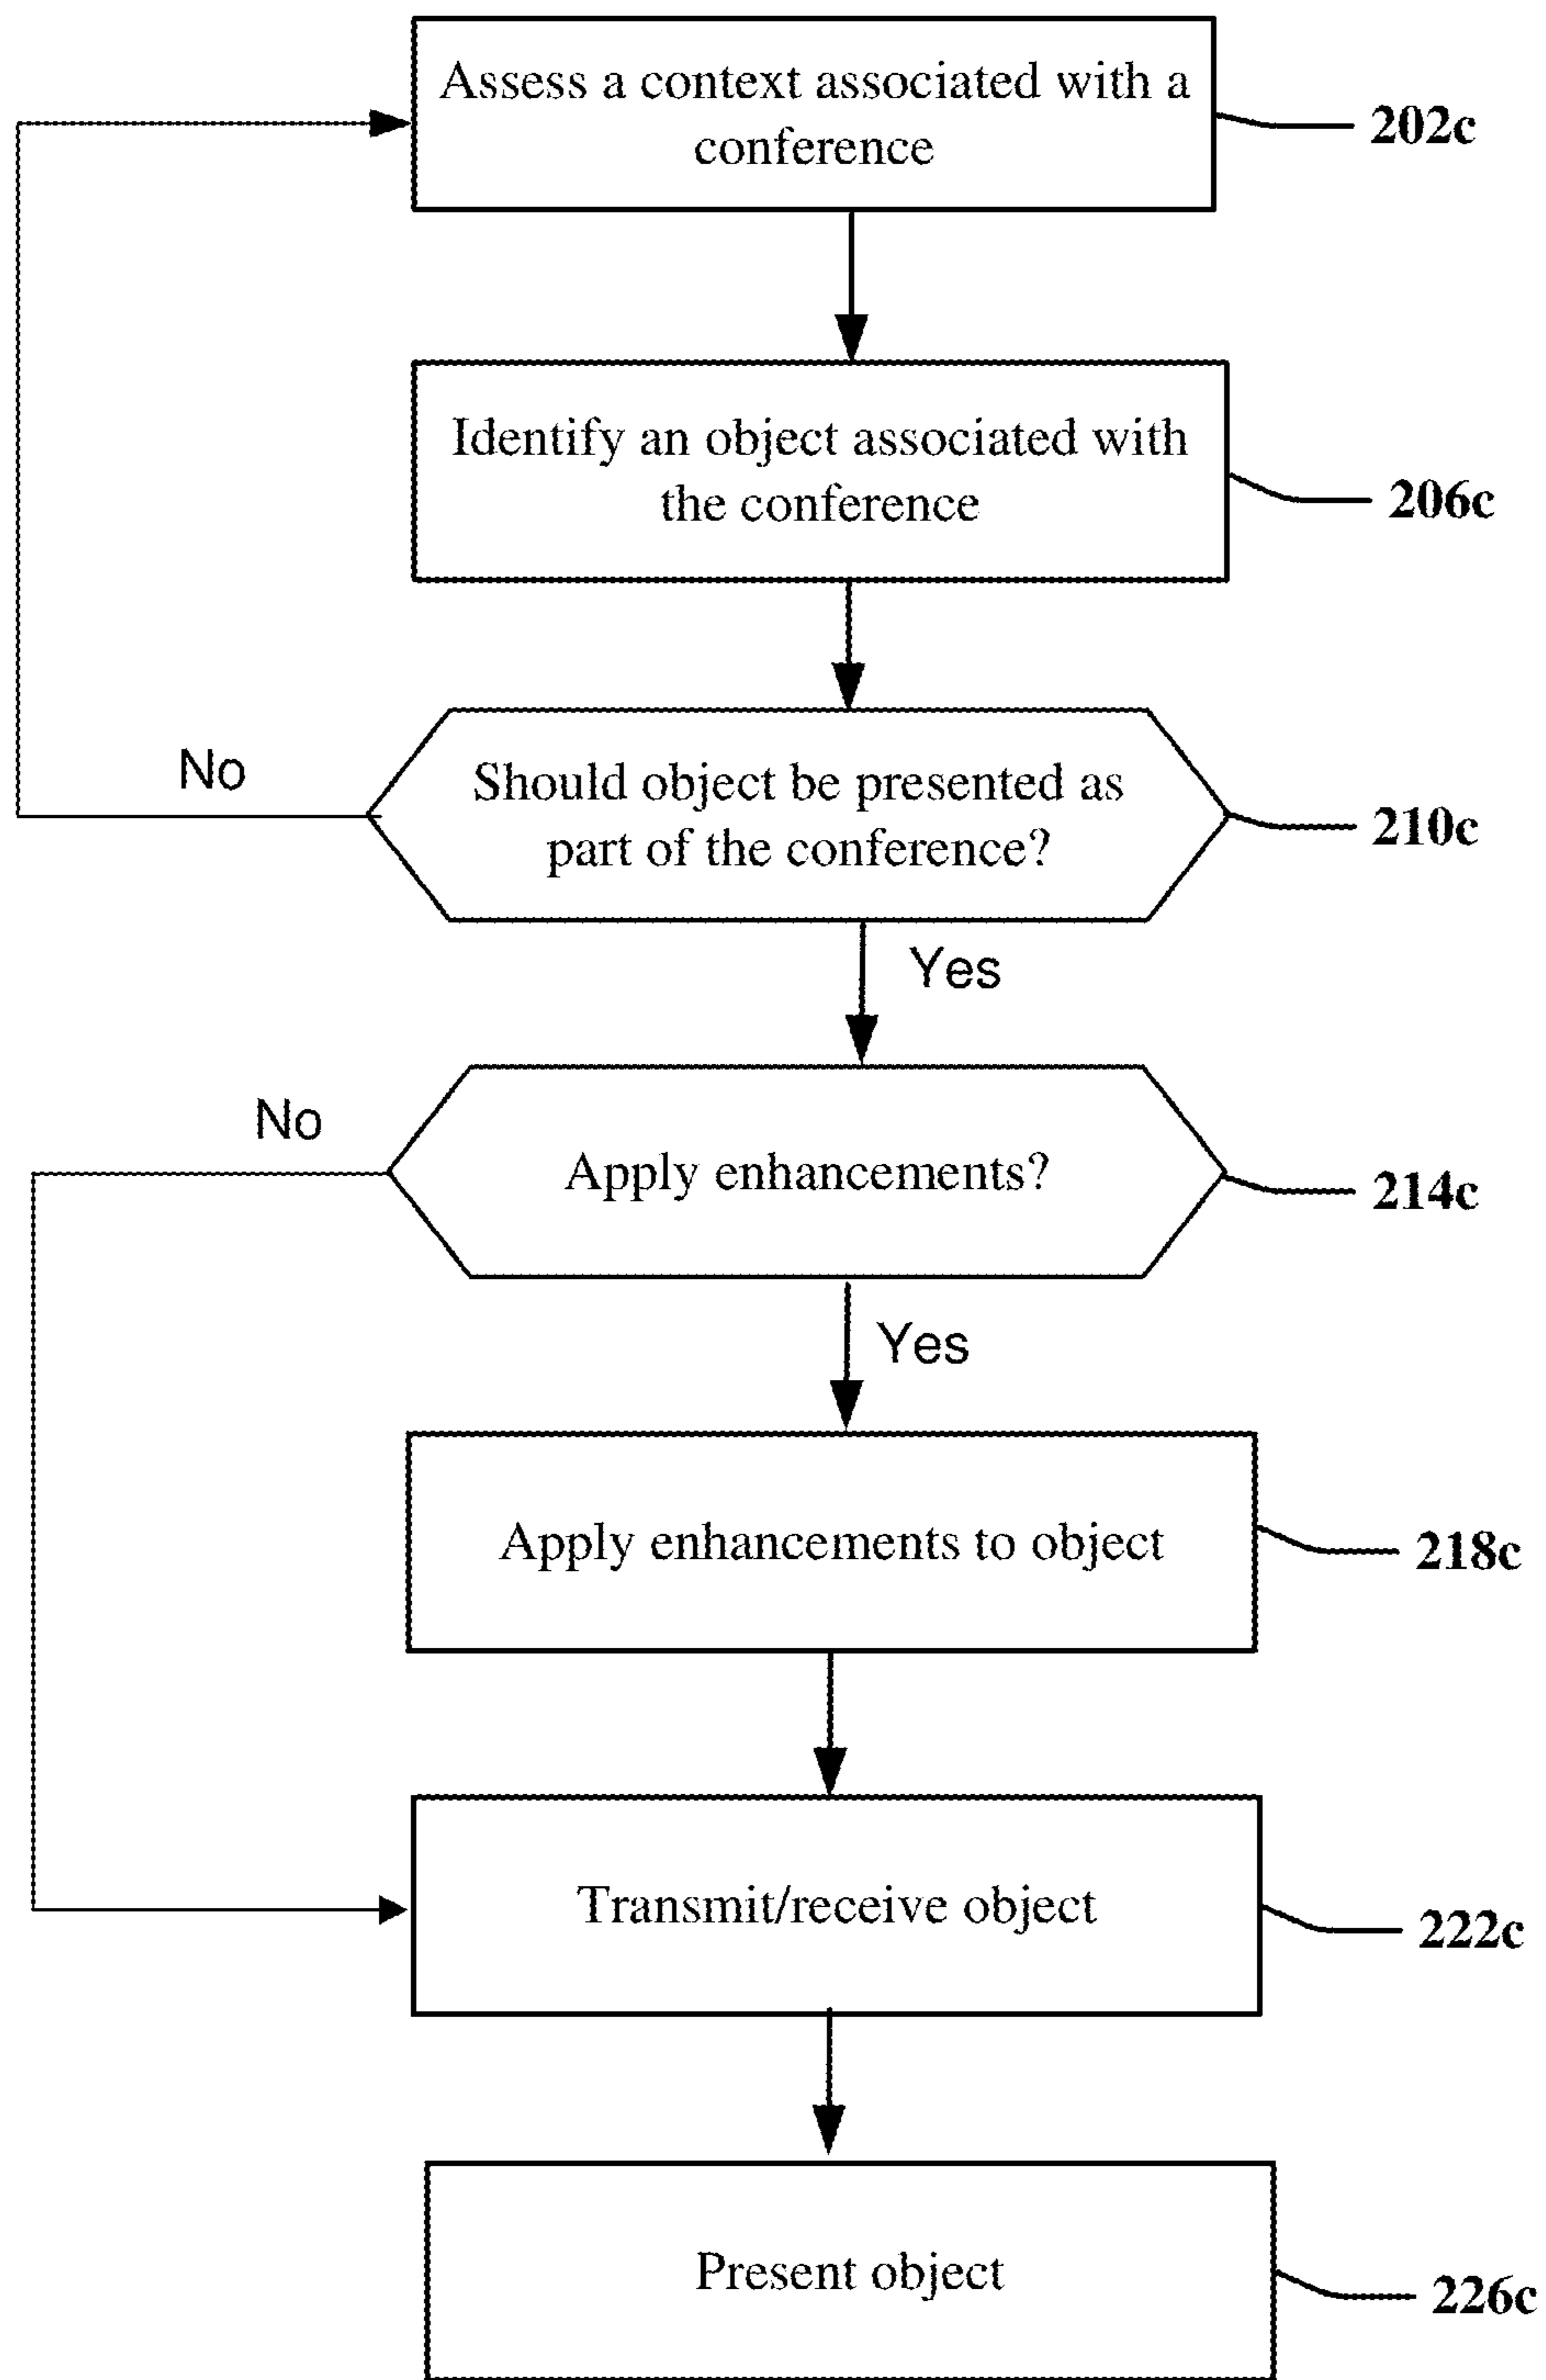 Assess a context associated with a
conference
202c
Identify an object associated with
the conference
206c
No
Should object be presented as
part of the conference?
210c
Yes
No
Apply enhancements?
214c
Yes
Apply enhancements to object
218c
Transmit/receive object
222c
Present object
226c